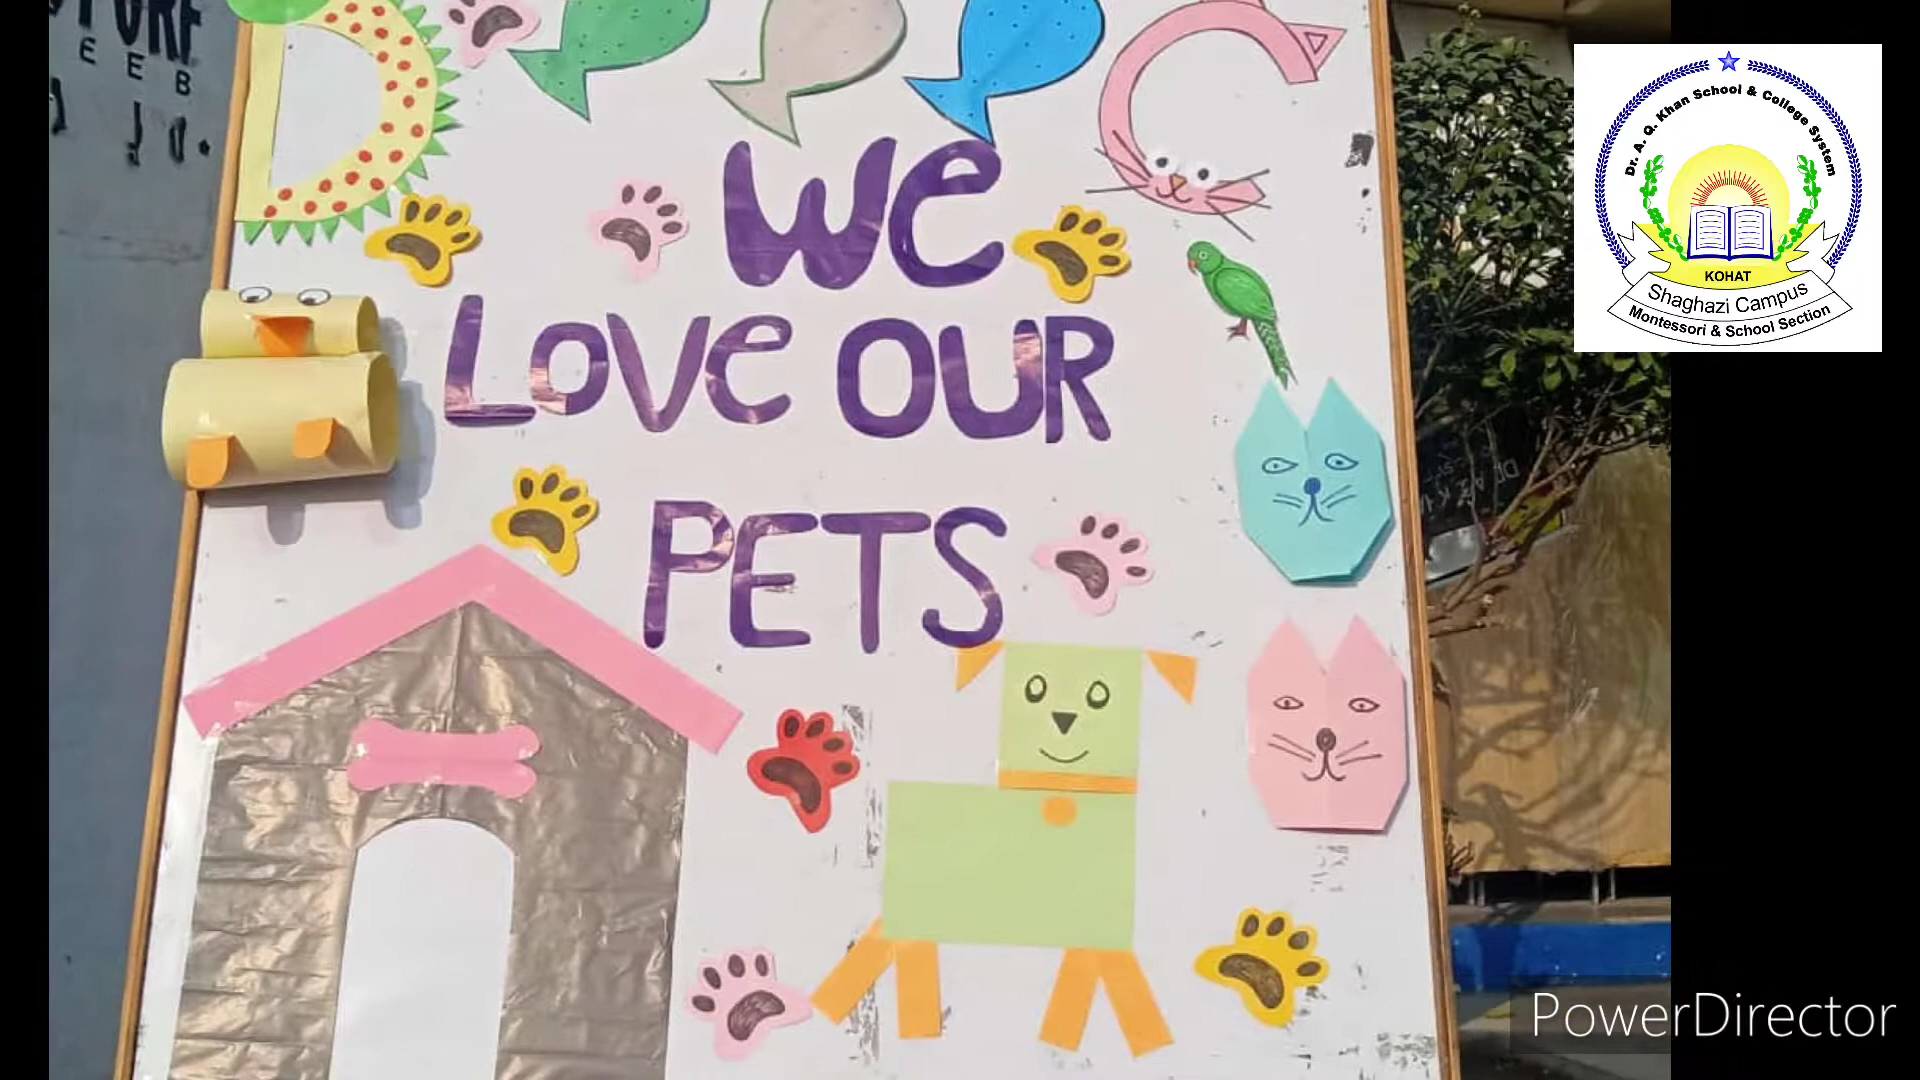 WE
LOVE OUR
PETS
Dr. A. Q. Khan School & College System
KOHAT
Shaghazi Campus
Montessori & School Section
PowerDirector